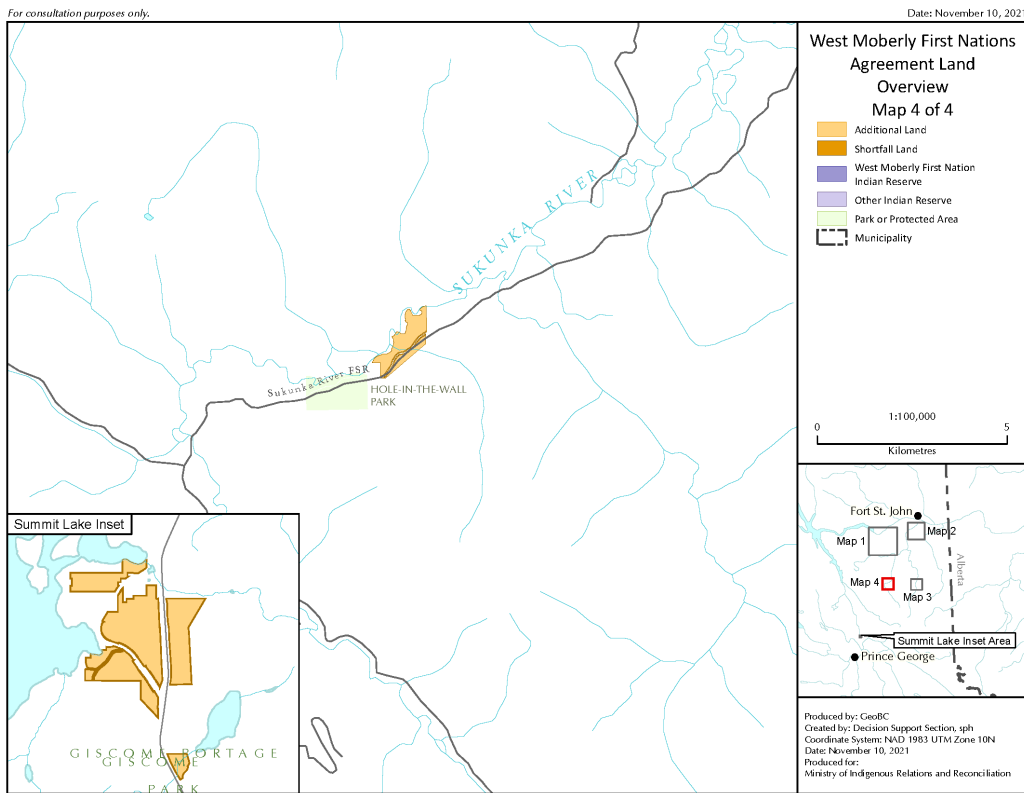 For consultation purposes only.
Date: November 10, 2021
West Moberly First Nations
Agreement Land
Overview
Map 4 of 4
Additional Land
Shortfall Land
West Moberly First Nation
Indian Reserve
Other Indian Reserve
Park or Protected Area
Municipality
SUKUNKA RIVER
Sukunka River FSR
HOLE-IN-THE-WALL
PARK
1:100,000
0 5
Kilometres
Fort St. John
Map 1
Map 2
Alberta
Map 4
Map 3
Summit Lake Inset Area
Prince George
Summit Lake Inset
GISCOME PORTAGE
GISCOME
PARK
Produced by: GeoBC
Created by: Decision Support Section, sph
Coordinate System: NAD 1983 UTM Zone 10N
Date: November 10, 2021
Produced for:
Ministry of Indigenous Relations and Reconciliation